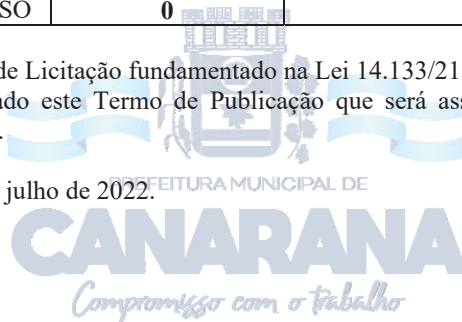 SO 0
de Licitação fundamentado na Lei 14.133/21
ado este Termo de Publicação que será ass
.
julho de 2022.
PREFEITURA MUNICIPAL DE
CANARANA
Compromisso com o trabalho